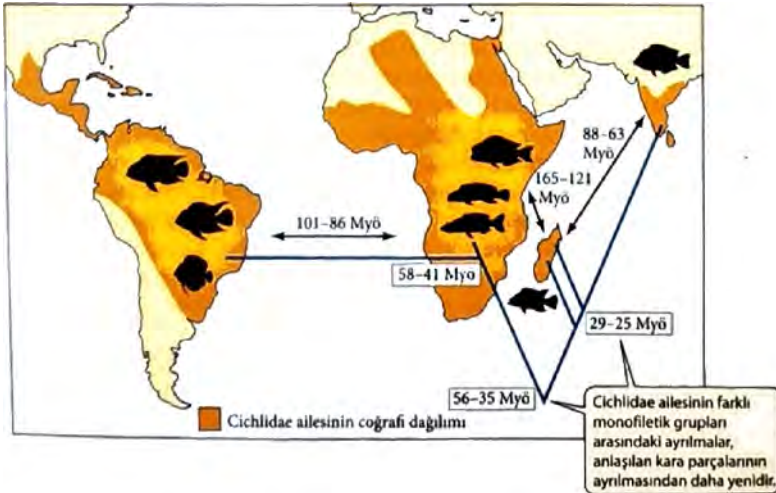 88–63
Myö
165–121
Myö
101–86 Myö
58–41 Myö
29–25 Myö
56–35 Myö
Cichlidae ailesinin coğrafi dağılımı
Cichlidae ailesinin farklı
monofiletik grupları
arasındaki ayrılmalar,
anlaşılan kara parçalarının
ayrılmasından daha yenidir.